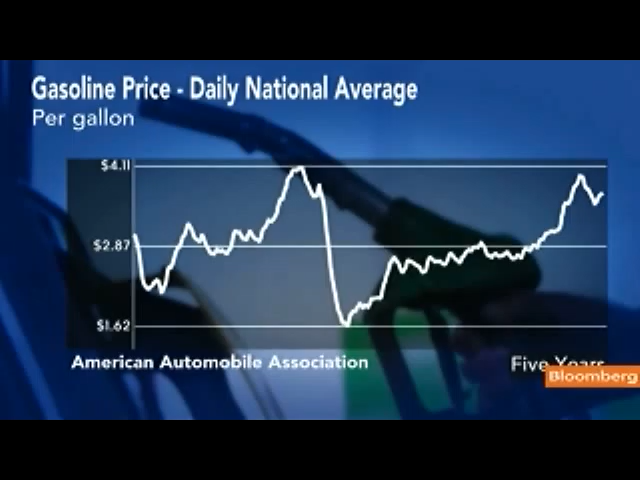 Gasoline Price - Daily National Average
Per gallon
$4.11
$2.87
$1.62
American Automobile Association
Five Years
Bloomberg